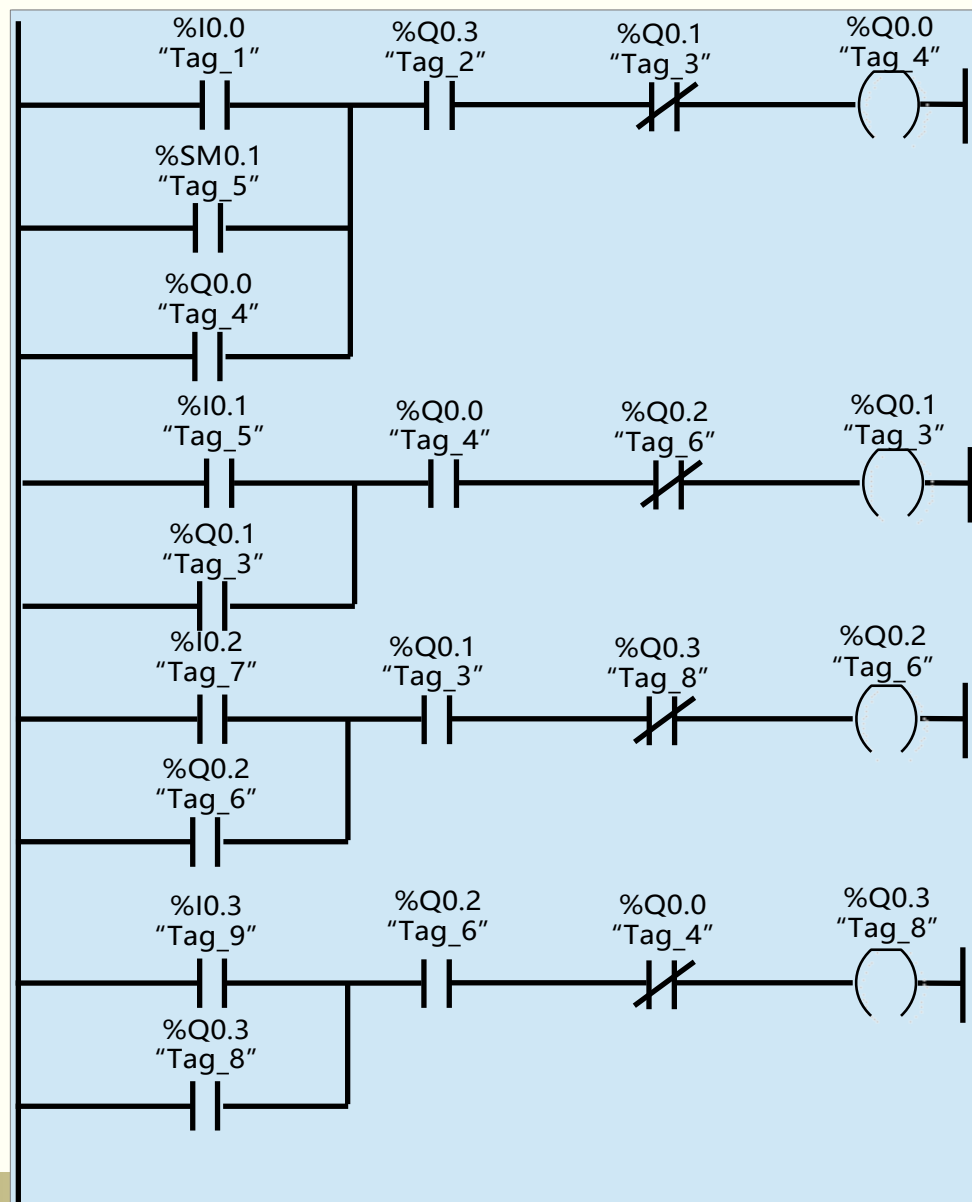 %I0.0
“Tag_1”
%Q0.3
“Tag_2”
%Q0.1
“Tag_3”
%Q0.0
“Tag_4”
%SM0.1
“Tag_5”
%Q0.0
“Tag_4”
%I0.1
“Tag_5”
%Q0.0
“Tag_4”
%Q0.2
“Tag_6”
%Q0.1
“Tag_3”
%Q0.1
“Tag_3”
%I0.2
“Tag_7”
%Q0.1
“Tag_3”
%Q0.3
“Tag_8”
%Q0.2
“Tag_6”
%Q0.2
“Tag_6”
%I0.3
“Tag_9”
%Q0.2
“Tag_6”
%Q0.0
“Tag_4”
%Q0.3
“Tag_8”
%Q0.3
“Tag_8”